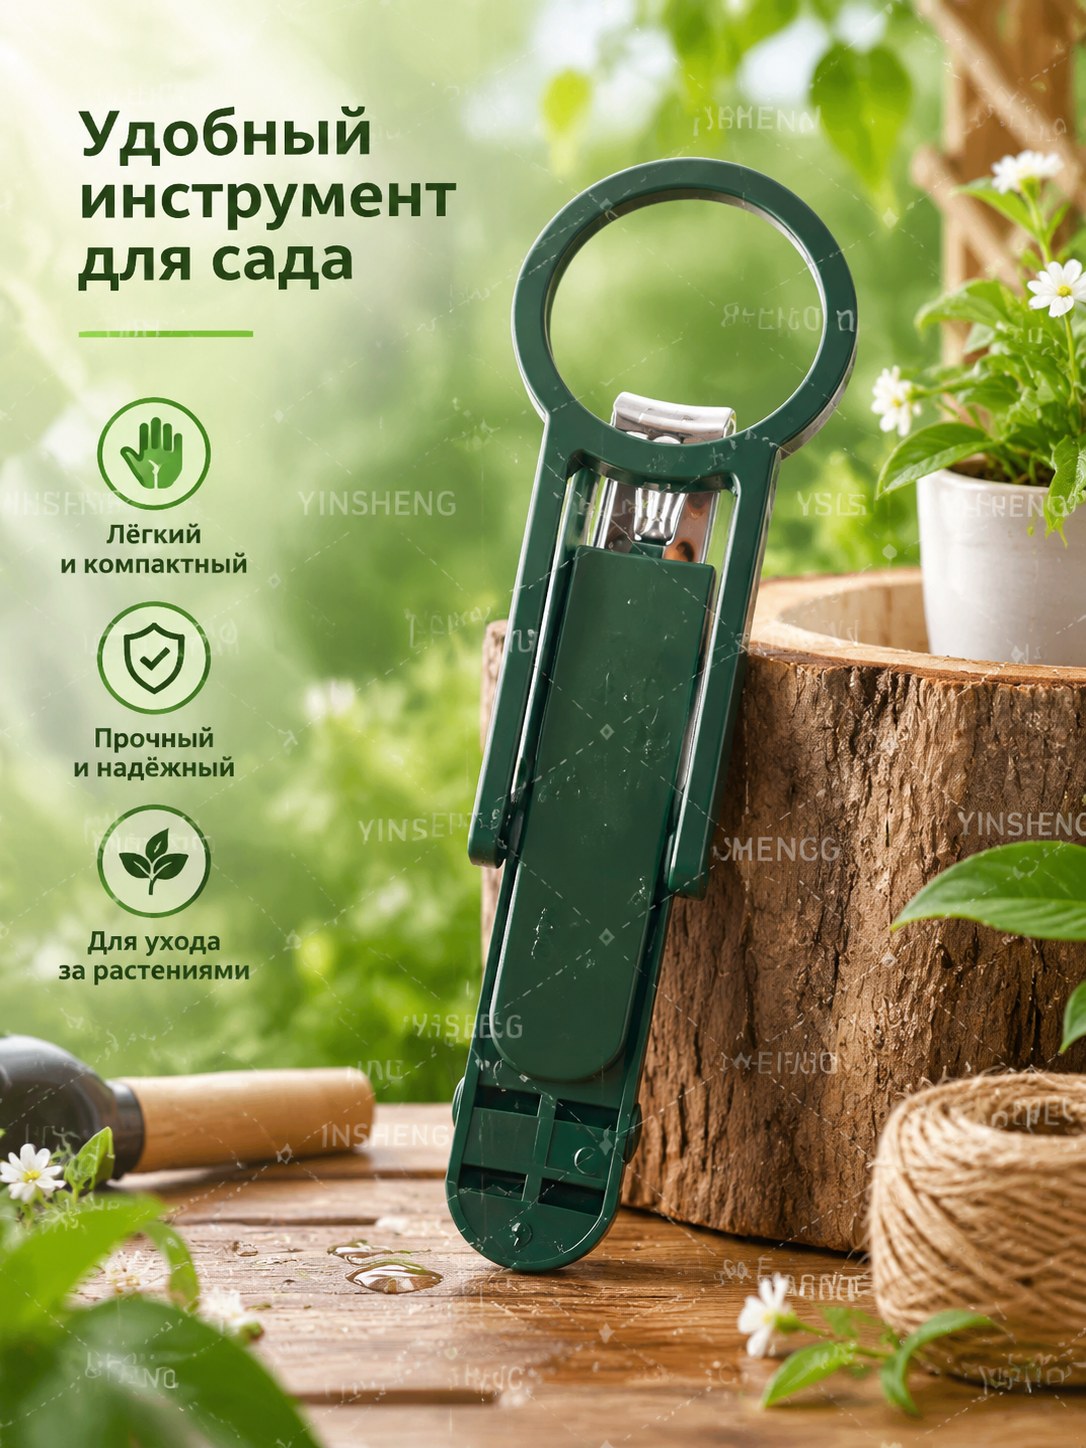 Удобный
инструмент
для сада
Лёгкий
и компактный
Прочный
и надёжный
Для ухода
за растениями
YINSHENG
YINSHENG